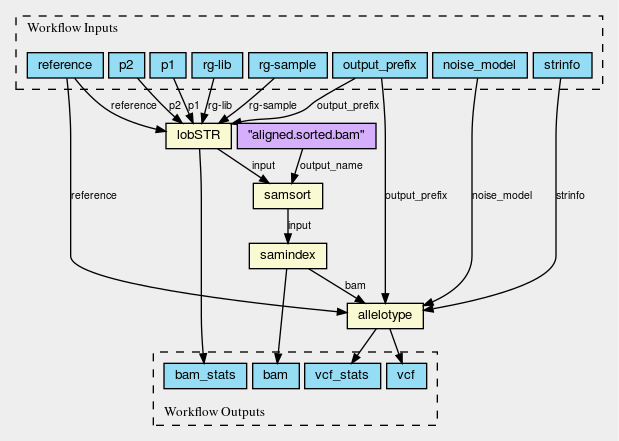 Workflow Inputs
reference p2 p1 rg-lib rg-sample output_prefix noise_model strinfo
reference p2 p1 rg-lib rg-sample output_prefix
lobSTR "aligned.sorted.bam"
input output_name
samsort
reference output_prefix noise_model strinfo
input
samindex
bam
allelotype
bam_stats bam vcf_stats vcf
Workflow Outputs